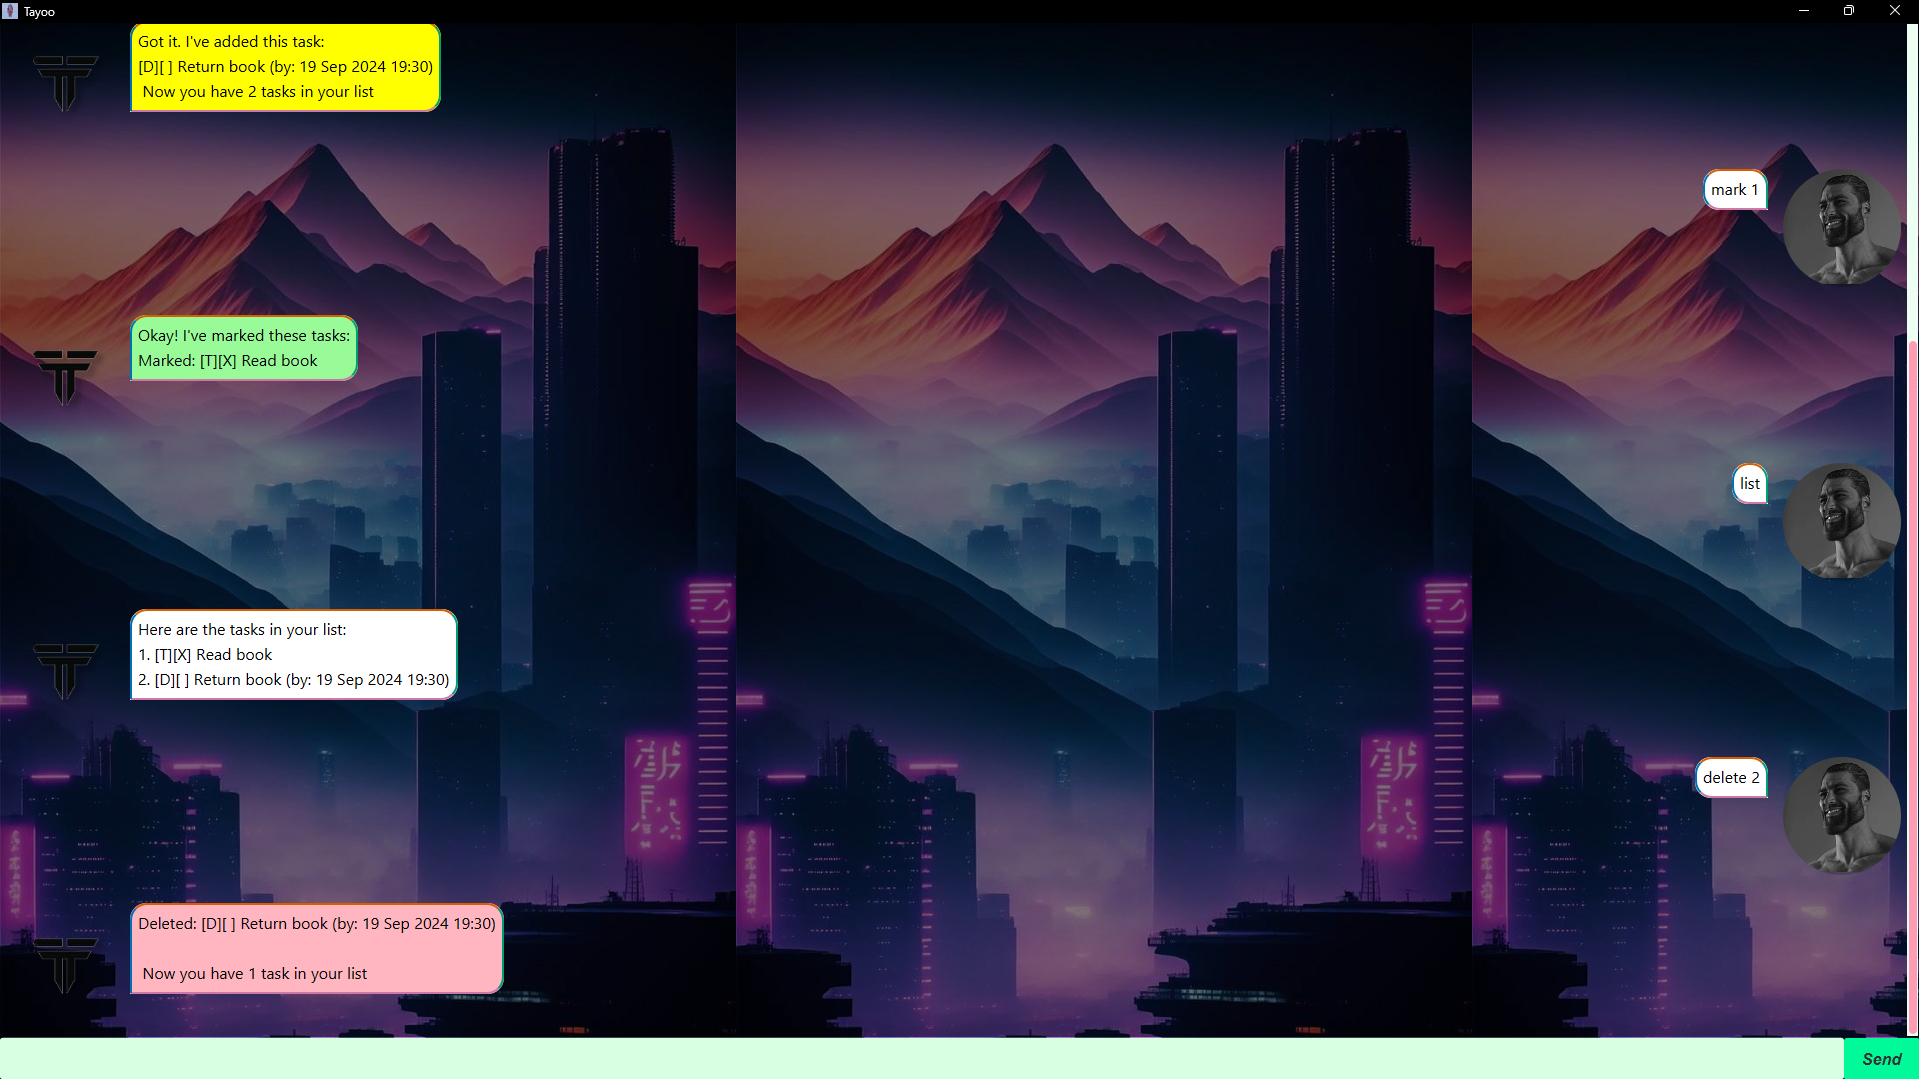 Tayoo
Got it. I've added this task:
[D][ ] Return book (by: 19 Sep 2024 19:30)
Now you have 2 tasks in your list
mark 1
Okay! I've marked these tasks:
Marked: [T][X] Read book
list
Here are the tasks in your list:
1. [T][X] Read book
2. [D][ ] Return book (by: 19 Sep 2024 19:30)
delete 2
Deleted: [D][ ] Return book (by: 19 Sep 2024 19:30)
Now you have 1 task in your list
Send